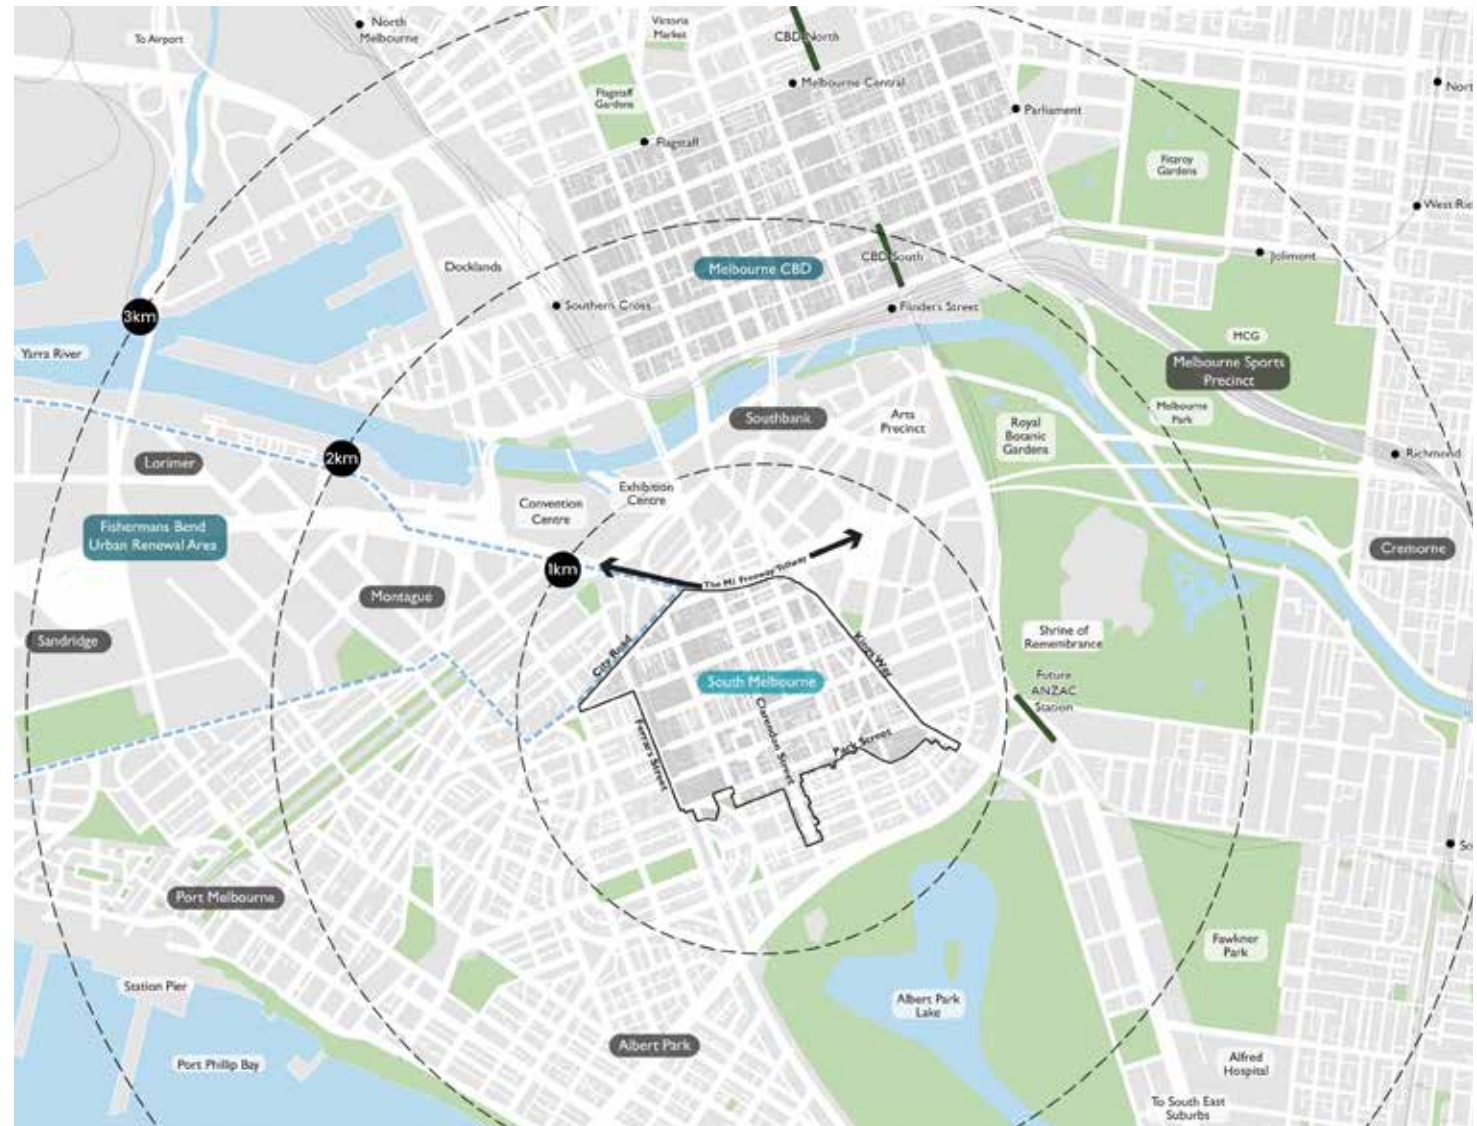 To Airport
North
Melbourne
Victoria
Market
CBD North
Melbourne Central
Flagstaff
Gardens
Parliament
Flagstaff
Fitzroy
Gardens
Docklands
Melbourne CBD
CBD South
Jolimont
Southern Cross
Flinders Street
3km
Yarra River
MCG
Melbourne Sports
Precinct
Melbourne
Park
Southbank
Arts
Precinct
Royal
Botanic
Gardens
Richmond
2km
Lorimer
Exhibition
Centre
Convention
Centre
Fishermans Bend
Urban Renewal Area
Cremorne
1km
The M1 Freeway/Tollway
Montague
Sandridge
City Road
Kings Way
Shrine of
Remembrance
South Melbourne
Future
ANZAC
Station
Ferrars Street
Clarendon Street
Park Street
Port Melbourne
Station Pier
Fawkner
Park
Albert Park
Lake
Albert Park
Port Phillip Bay
Alfred
Hospital
To South East
Suburbs